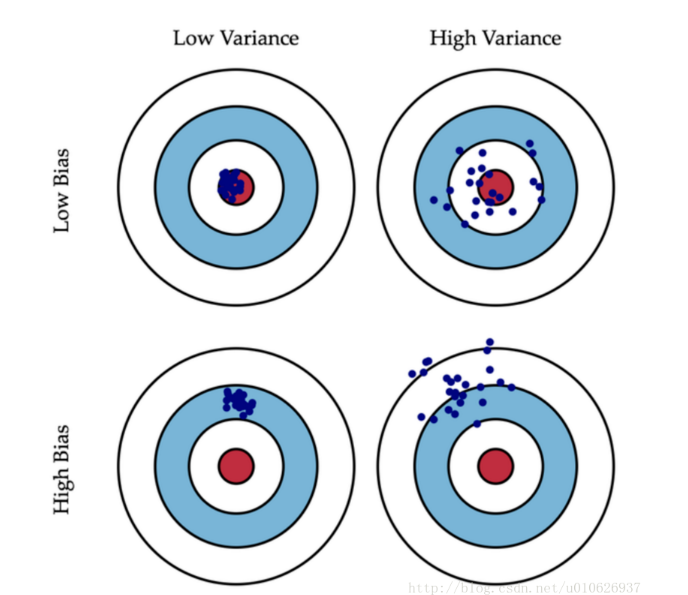 Low Variance
High Variance
Low Bias
High Bias
http://blog.csdn.net/u010626937